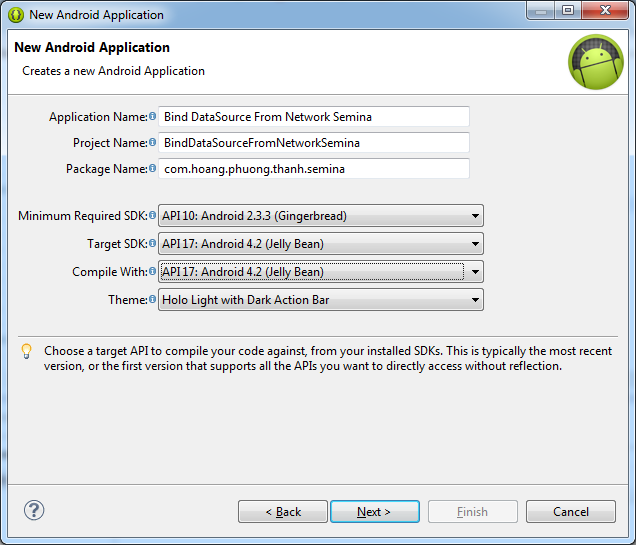 New Android Application
New Android Application
Creates a new Android Application
Application Name: Bind DataSource From Network Semina
Project Name: BindDataSourceFromNetworkSemina
Package Name: com.hoang.phuong.thanh.semina
Minimum Required SDK: API 10: Android 2.3.3 (Gingerbread)
Target SDK: API 17: Android 4.2 (Jelly Bean)
Compile With: API 17: Android 4.2 (Jelly Bean)
Theme: Holo Light with Dark Action Bar
Choose a target API to compile your code against, from your installed SDKs. This is typically the most recent
version, or the first version that supports all the APIs you want to directly access without reflection.
? < Back Next > Finish Cancel